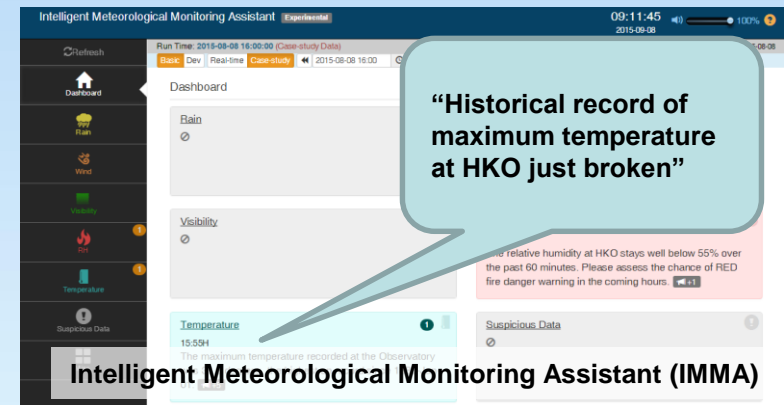 Intelligent Meteorological Monitoring Assistant Experimental
09:11:45
2015-09-08
100%
Refresh
Run Time: 2015-08-08 16:00:00 (Case-study Data)
Basic Dev Real-time Case-study 2015-08-08 16:00
Dashboard
Dashboard
Rain
Rain
Wind
Visibility
Visibility
RH
1
Temperature
1
Suspicious Data
“Historical record of
maximum temperature
at HKO just broken”
relative humidity at HKO stays well below 55% over
the past 60 minutes. Please assess the chance of RED
fire danger warning in the coming hours. +1
Temperature
1
15:55H
The maximum temperature recorded at the Observatory
Suspicious Data
Intelligent Meteorological Monitoring Assistant (IMMA)